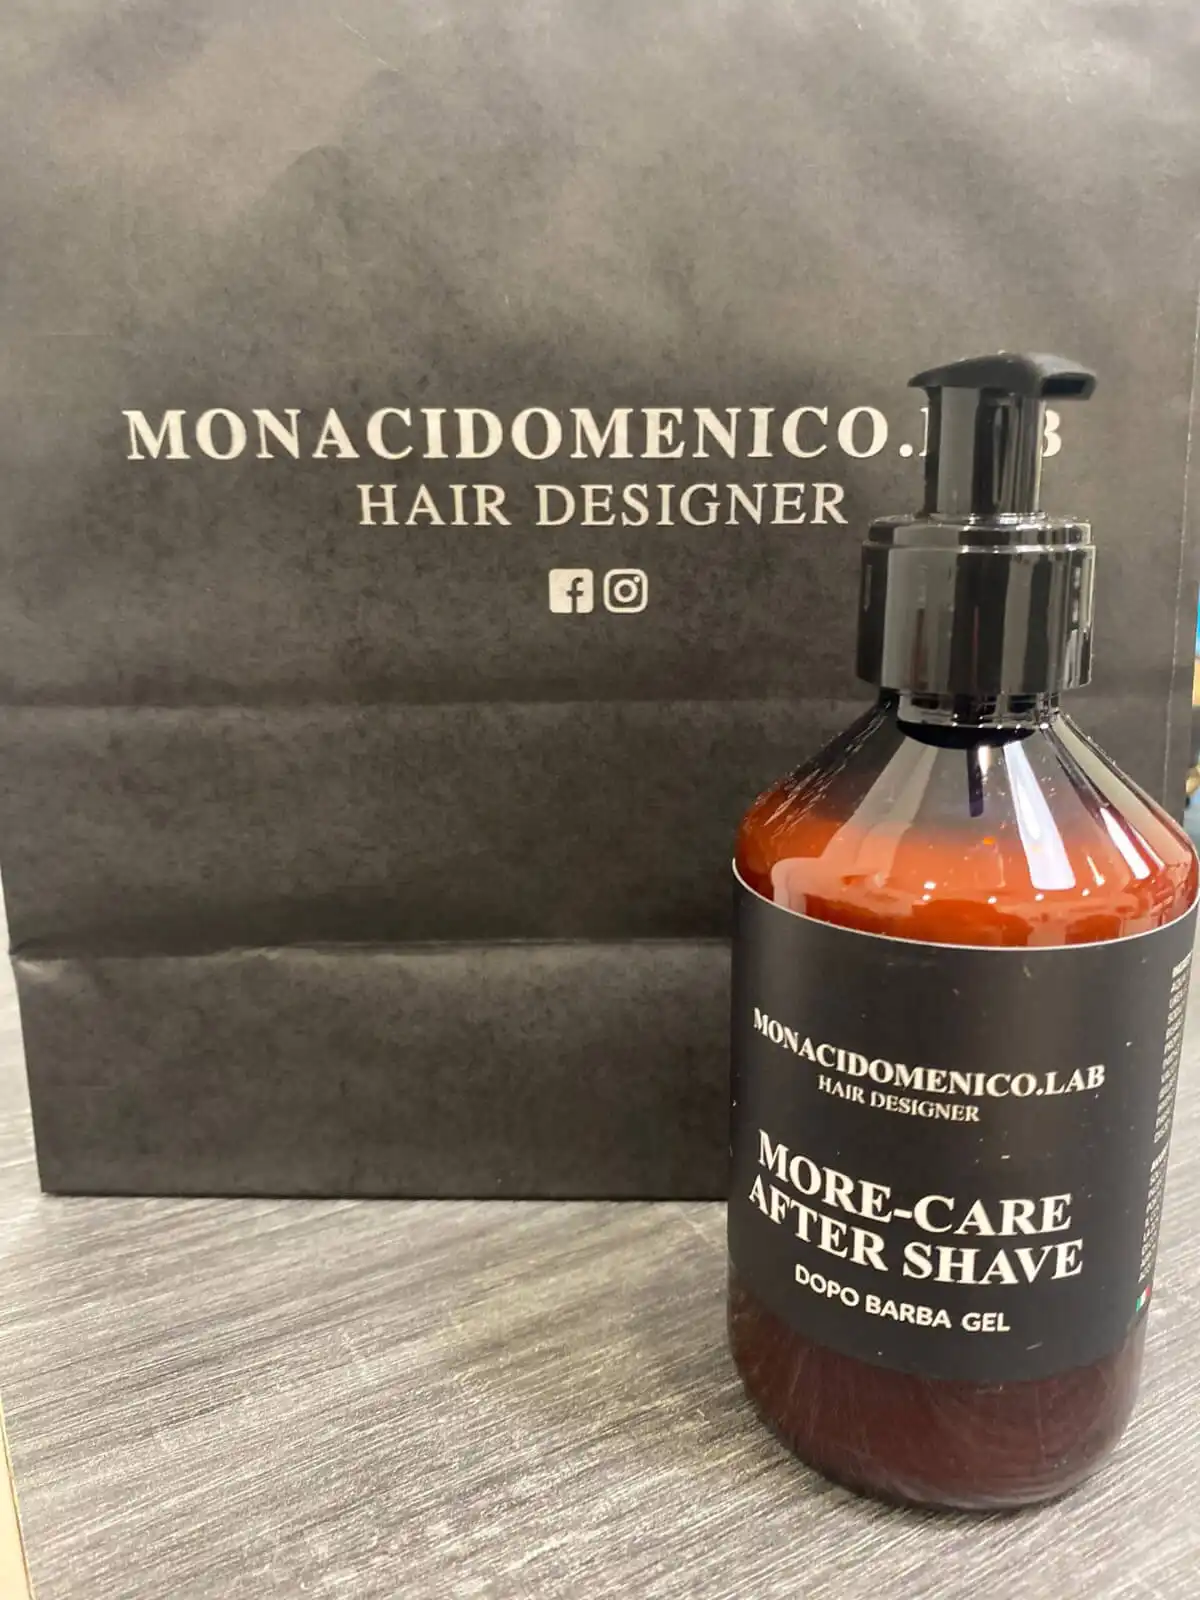 MONACIDOMENICO.
HAIR DESIGNER
MONACIDOMENICO.LAB
HAIR DESIGNER
MORE-CARE
AFTER SHAVE
DOPO BARBA GEL